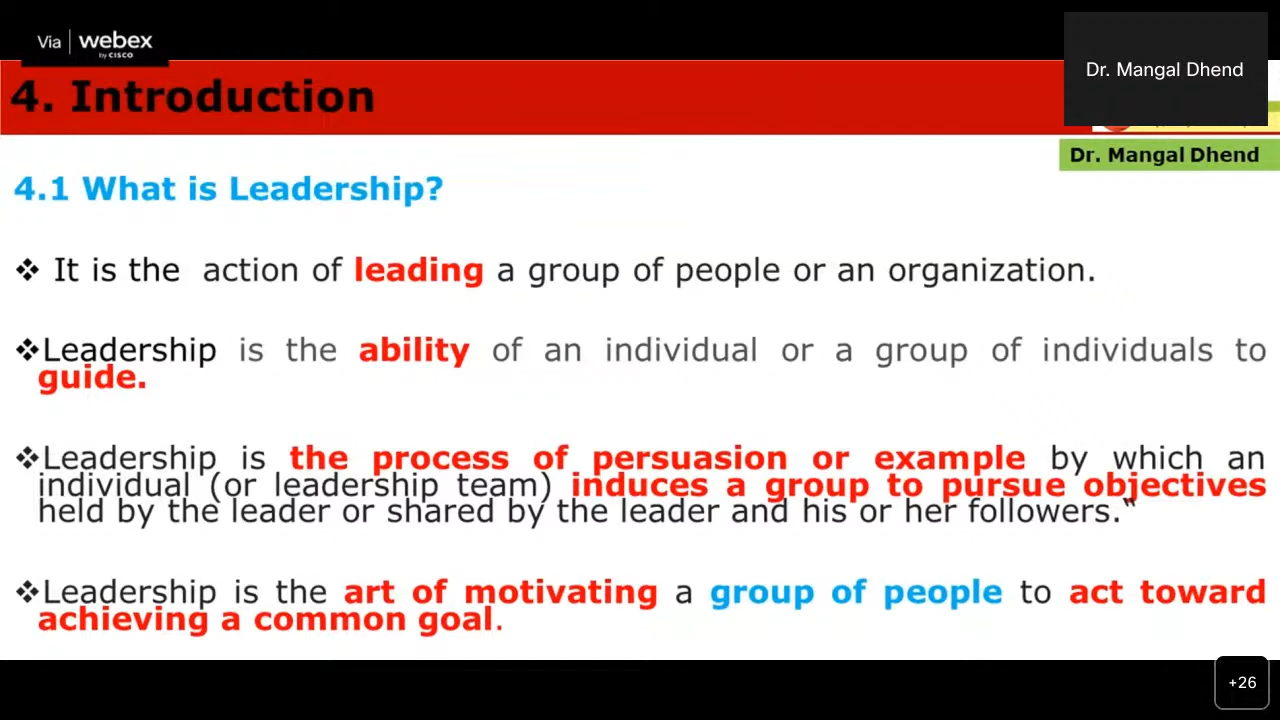 Via webex
by CISCO
Dr. Mangal Dhend
4. Introduction
Dr. Mangal Dhend
4.1 What is Leadership?
❖ It is the action of leading a group of people or an organization.
❖Leadership is the ability of an individual or a group of individuals to
guide.
❖Leadership is the process of persuasion or example by which an
individual (or leadership team) induces a group to pursue objectives
held by the leader or shared by the leader and his or her followers."
❖Leadership is the art of motivating a group of people to act toward
achieving a common goal.
+26